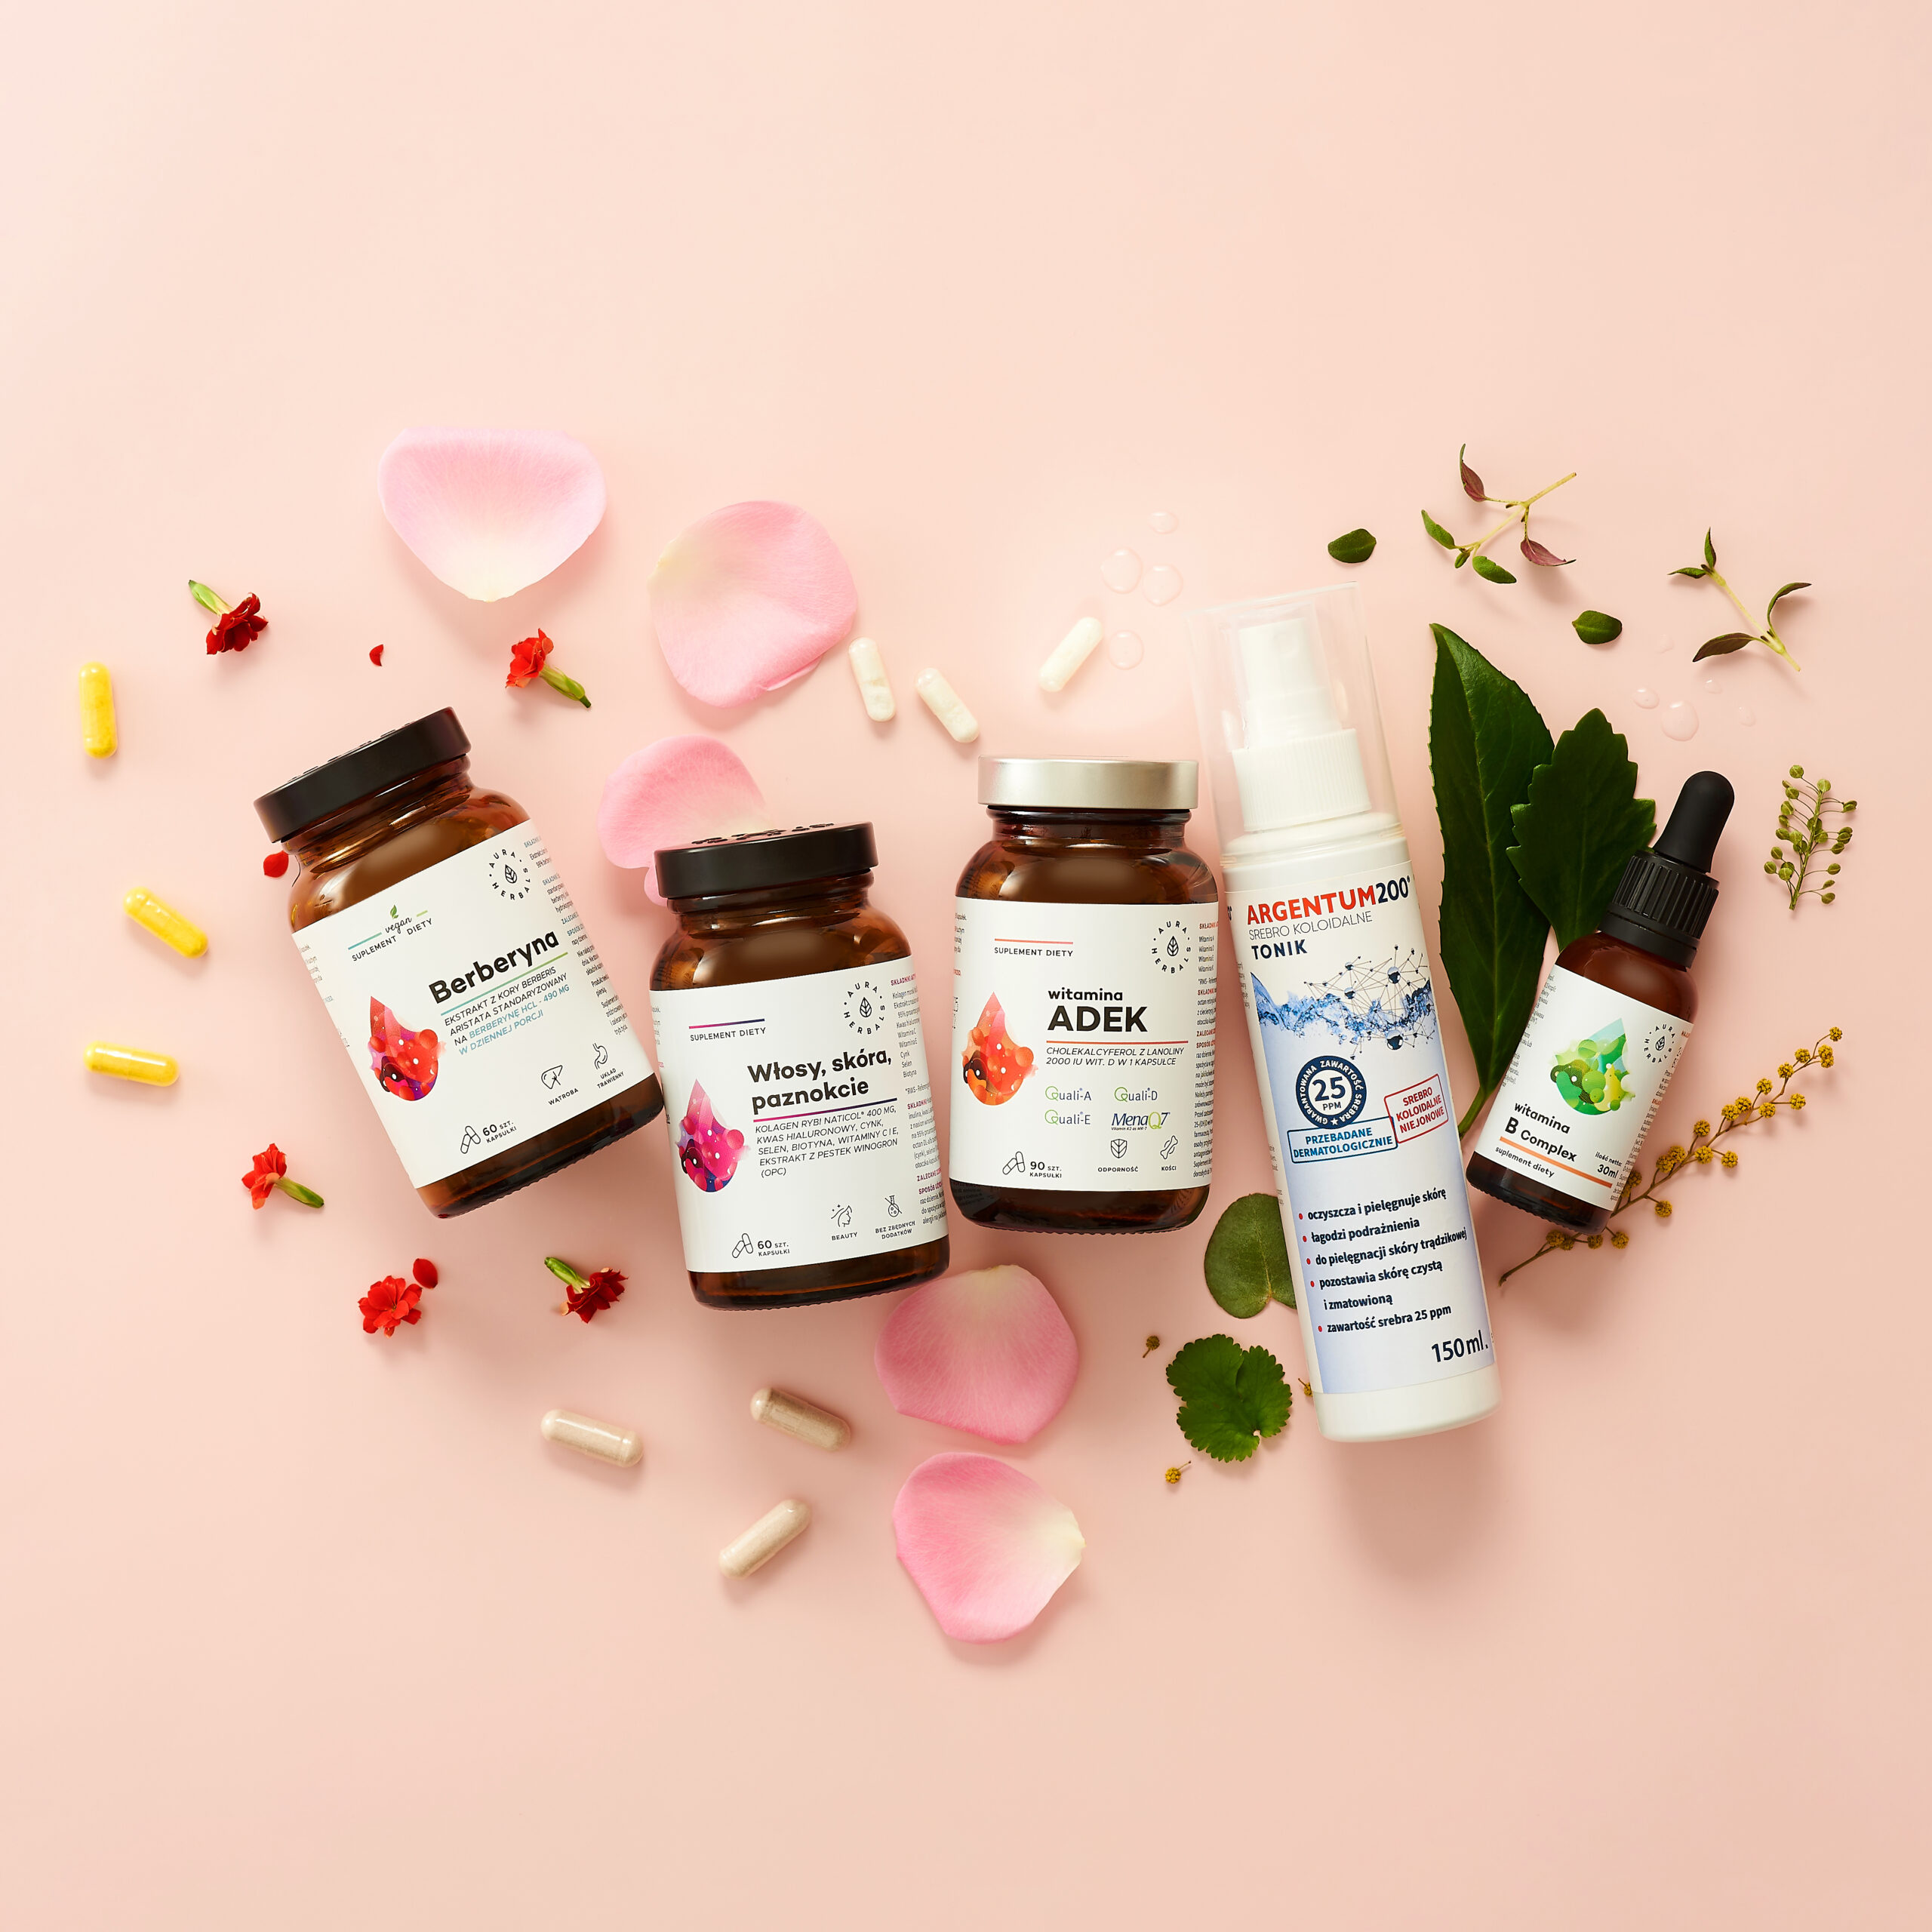 vegan
SUPLEMENT DIETY
Berberyna
EKSTRAKT Z KORY BERBERIS
ARISTATA STANDARYZOWANY
NA BERBERYNĘ HCL - 490 MG
W DZIENNEJ PORCJI
WĄTROBA
UKŁAD
TRAWIENNY
60 SZT.
KAPSUŁKI
AURA HERBALS
SUPLEMENT DIETY
Włosy, skóra,
paznokcie
KOLAGEN RYBI NATICOL® 400 MG,
KWAS HIALURONOWY, CYNK,
SELEN, BIOTYNA, WITAMINY C I E,
EKSTRAKT Z PESTEK WINOGRON
(OPC)
BEAUTY
BEZ ZBĘDNYCH
DODATKÓW
60 SZT.
KAPSUŁKI
AURA HERBALS
SUPLEMENT DIETY
witamina
ADEK
CHOLEKALCYFEROL Z LANOLINY
2000 IU WIT. D W 1 KAPSUŁCE
Quali®-A
Quali®-D
Quali®-E
MenaQ7®
90 SZT.
KAPSUŁKI
ODPORNOŚĆ
KOŚCI
AURA HERBALS
ARGENTUM200®
SREBRO KOLOIDALNE
TONIK
GWARANTOWANA ZAWARTOŚĆ SREBRA
25
PPM
PRZEBADANE
DERMATOLOGICZNIE
SREBRO
KOLOIDALNE
NIEJONOWE
• oczyszcza i pielęgnuje skórę
• łagodzi podrażnienia
• do pielęgnacji skóry trądzikowej
• pozostawia skórę czystą
i zmatowioną
• zawartość srebra 25 ppm
150 ml.
AURA HERBALS
witamina
B Complex
suplement diety
ilość netto:
30ml